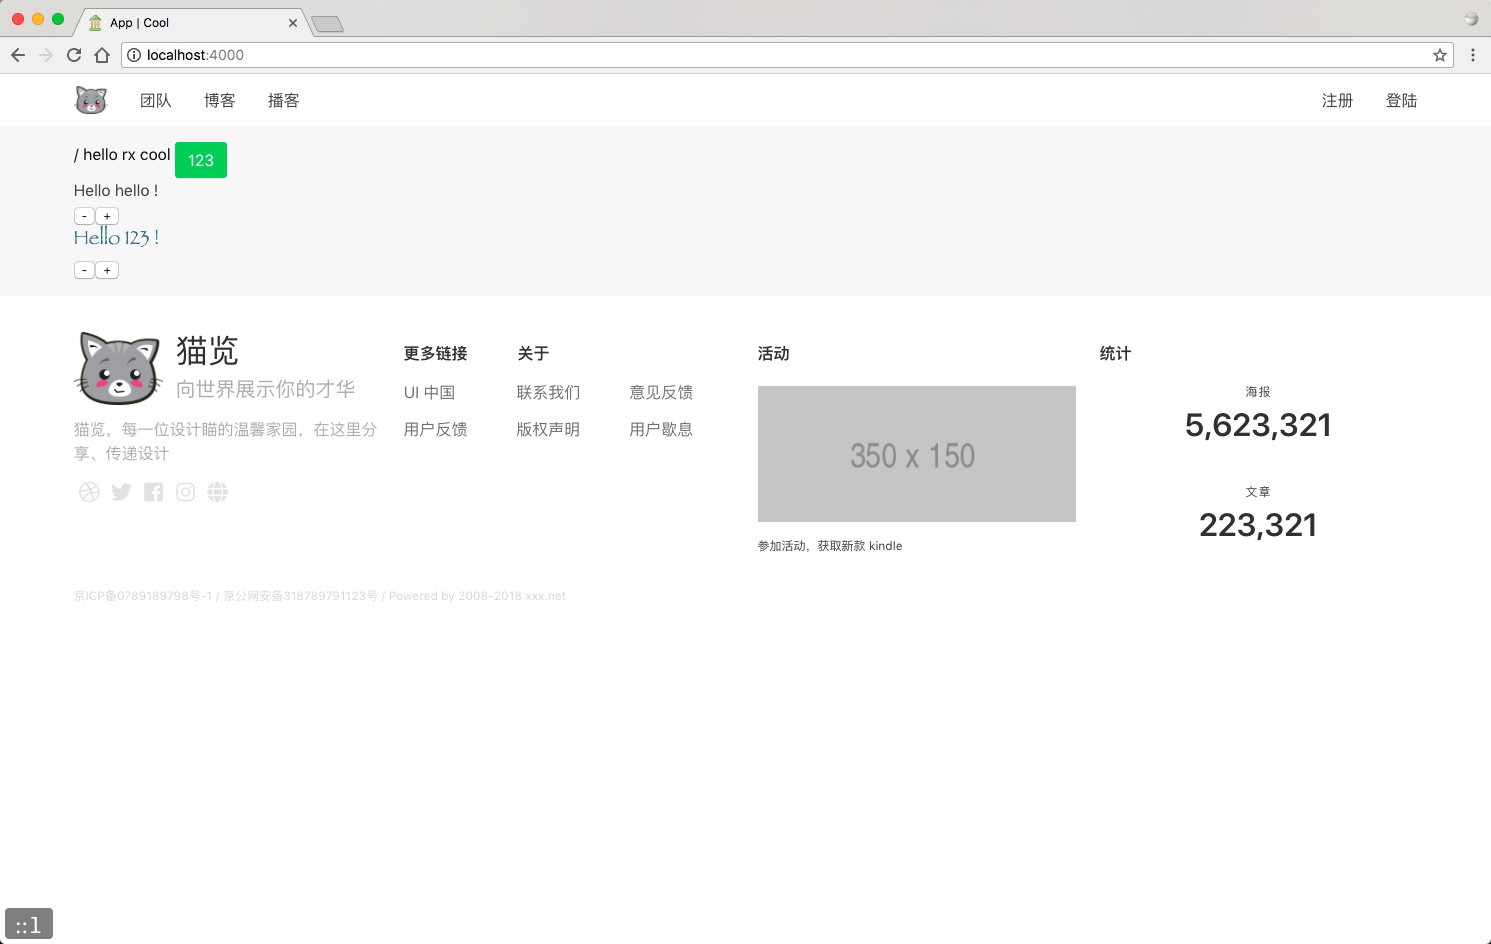 App | Cool
localhost:4000
团队 博客 播客 注册 登陆
/ hello rx cool 123
Hello hello !
- +
Hello 123 !
- +
猫览
向世界展示你的才华
猫览，每一位设计瞄的温馨家园，在这里分
享、传递设计
更多链接
UI 中国
用户反馈
关于
联系我们 意见反馈
版权声明 用户歇息
活动
350 x 150
参加活动，获取新款 kindle
统计
海报
5,623,321
文章
223,321
京ICP备0789189798号-1 / 京公网安备318789791123号 / Powered by 2008-2018 xxx.net
::1